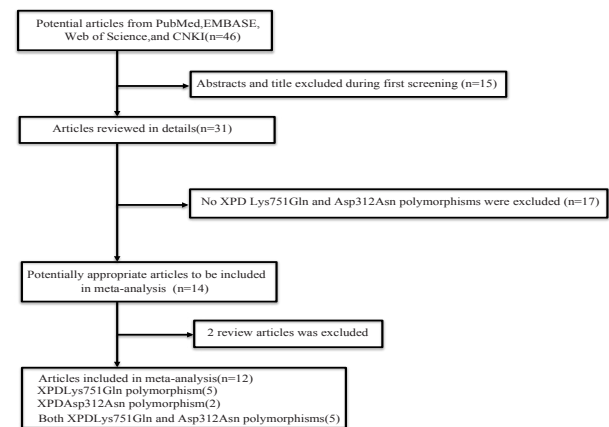 Potential articles from PubMed,EMBASE,
Web of Science,and CNKI(n=46)
Abstracts and title excluded during first screening (n=15)
Articles reviewed in details(n=31)
No XPD Lys751Gln and Asp312Asn polymorphisms were excluded (n=17)
Potentially appropriate articles to be included
in meta-analysis (n=14)
2 review articles was excluded
Articles included in meta-analysis(n=12)
XPDLys751Gln polymorphism(5)
XPDAsp312Asn polymorphism(2)
Both XPDLys751Gln and Asp312Asn polymorphisms(5)